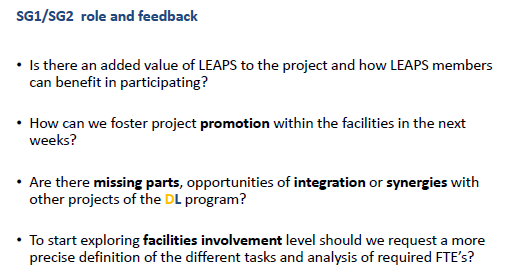 SG1/SG2 role and feedback
• Is there an added value of LEAPS to the project and how LEAPS members
can benefit in participating?
• How can we foster project promotion within the facilities in the next
weeks?
• Are there missing parts, opportunities of integration or synergies with
other projects of the DL program?
• To start exploring facilities involvement level should we request a more
precise definition of the different tasks and analysis of required FTE's?